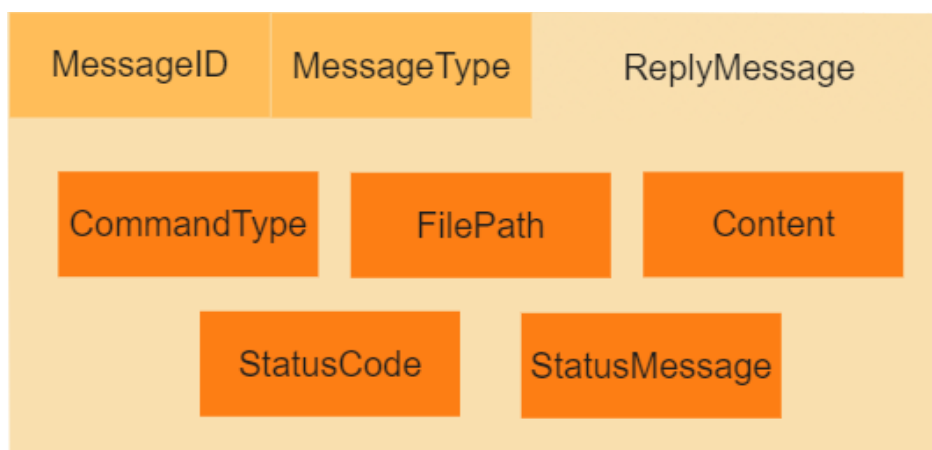 MessageID MessageType ReplyMessage
CommandType FilePath Content
StatusCode StatusMessage